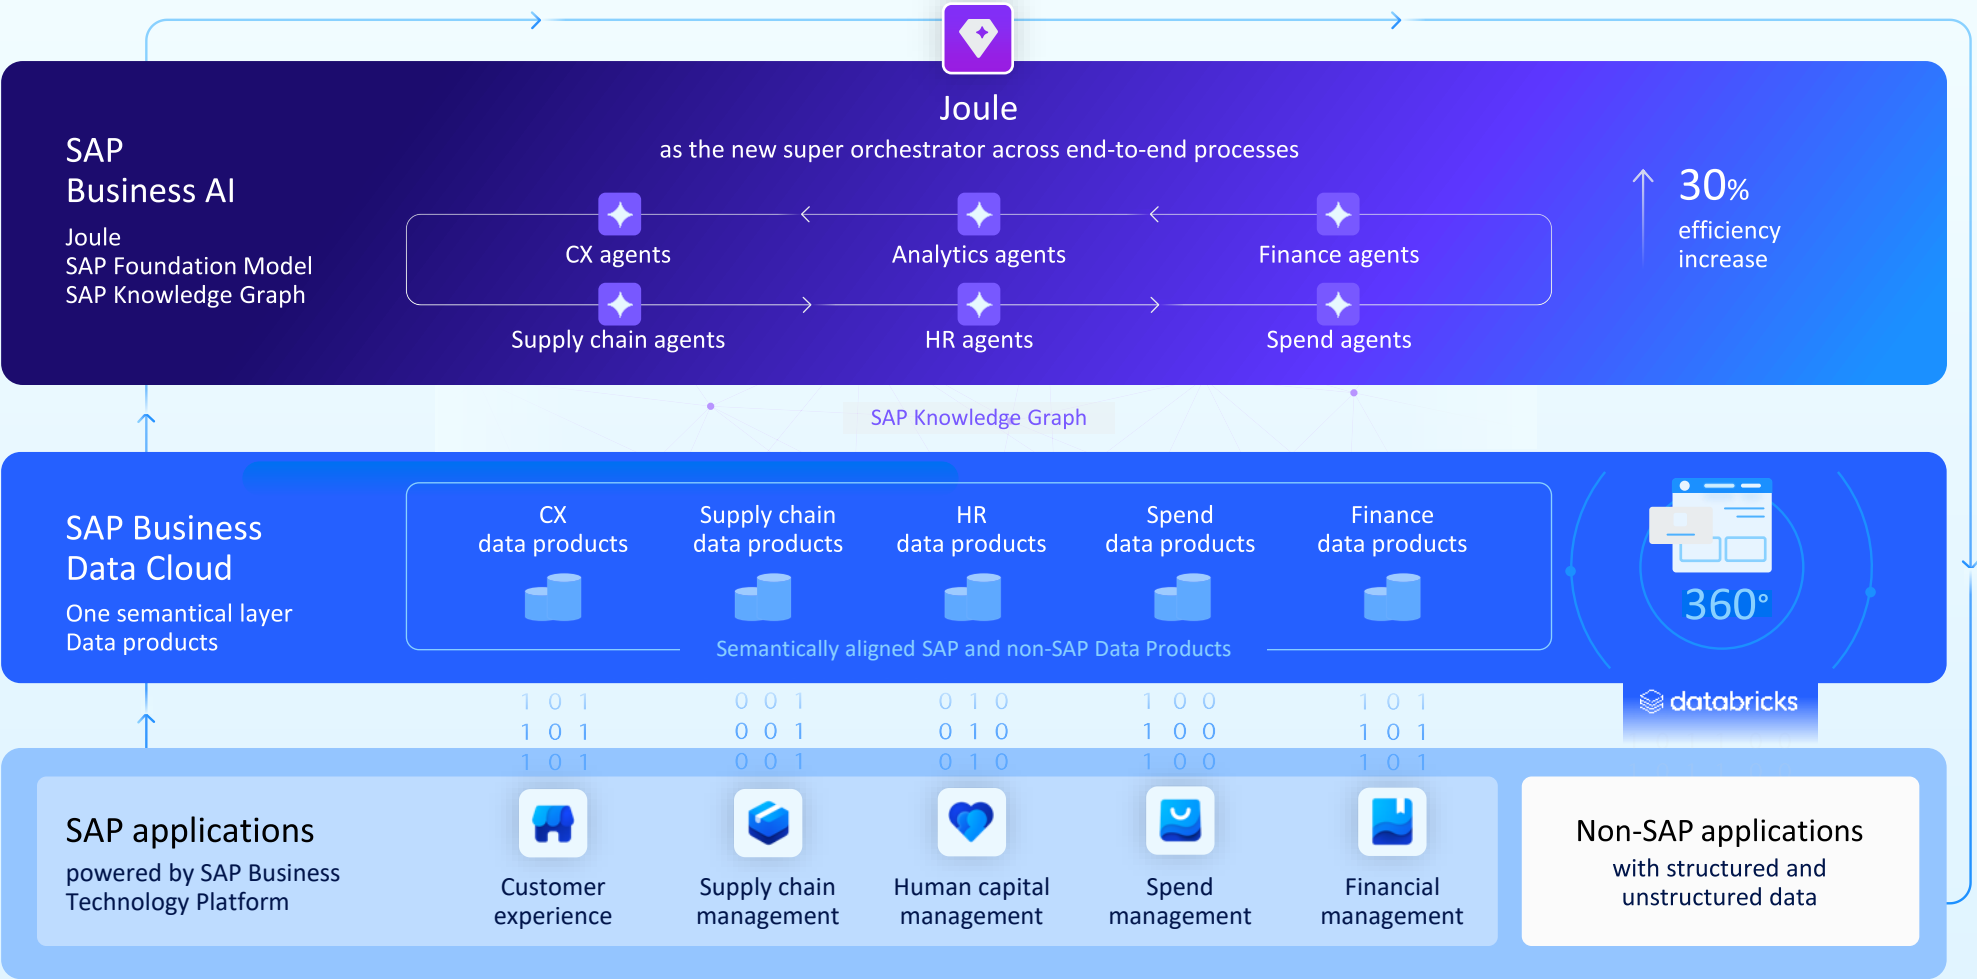 Joule
as the new super orchestrator across end-to-end processes
SAP
Business AI
Joule
SAP Foundation Model
SAP Knowledge Graph
CX agents
Analytics agents
Finance agents
Supply chain agents
HR agents
Spend agents
30%
efficiency
increase
SAP Knowledge Graph
SAP Business
Data Cloud
One semantical layer
Data products
CX
data products
Supply chain
data products
HR
data products
Spend
data products
Finance
data products
Semantically aligned SAP and non-SAP Data Products
360°
databricks
1 0 1 0 0 1 0 1 0 1 0 0 1 0 1
1 0 1 0 0 1 0 1 0 1 0 0 1 0 1
1 0 1 0 0 1 0 1 0 1 0 0 1 0 1
SAP applications
powered by SAP Business
Technology Platform
Customer
experience
Supply chain
management
Human capital
management
Spend
management
Financial
management
Non-SAP applications
with structured and
unstructured data